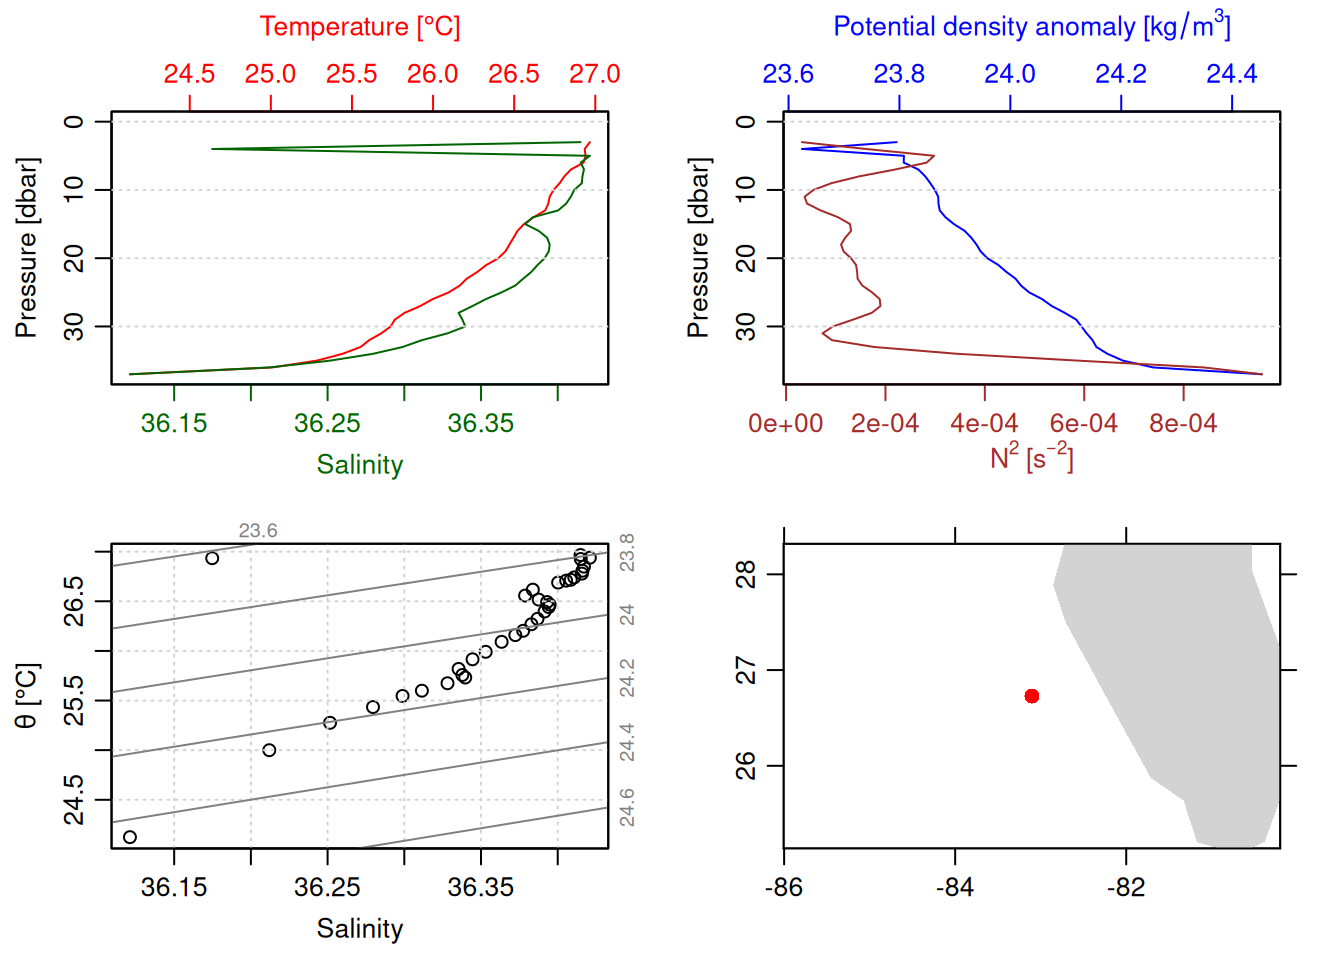 Temperature [°C]
24.5 25.0 25.5 26.0 26.5 27.0
Pressure [dbar]
0
10
20
30
36.15 36.25 36.35
Salinity
Potential density anomaly [kg/m³]
23.6 23.8 24.0 24.2 24.4
Pressure [dbar]
0
10
20
30
0e+00 2e-04 4e-04 6e-04 8e-04
N² [s⁻²]
23.6
23.8
24
24.2
24.4
24.6
θ [°C]
26.5
25.5
24.5
36.15 36.25 36.35
Salinity
28
27
26
-86 -84 -82